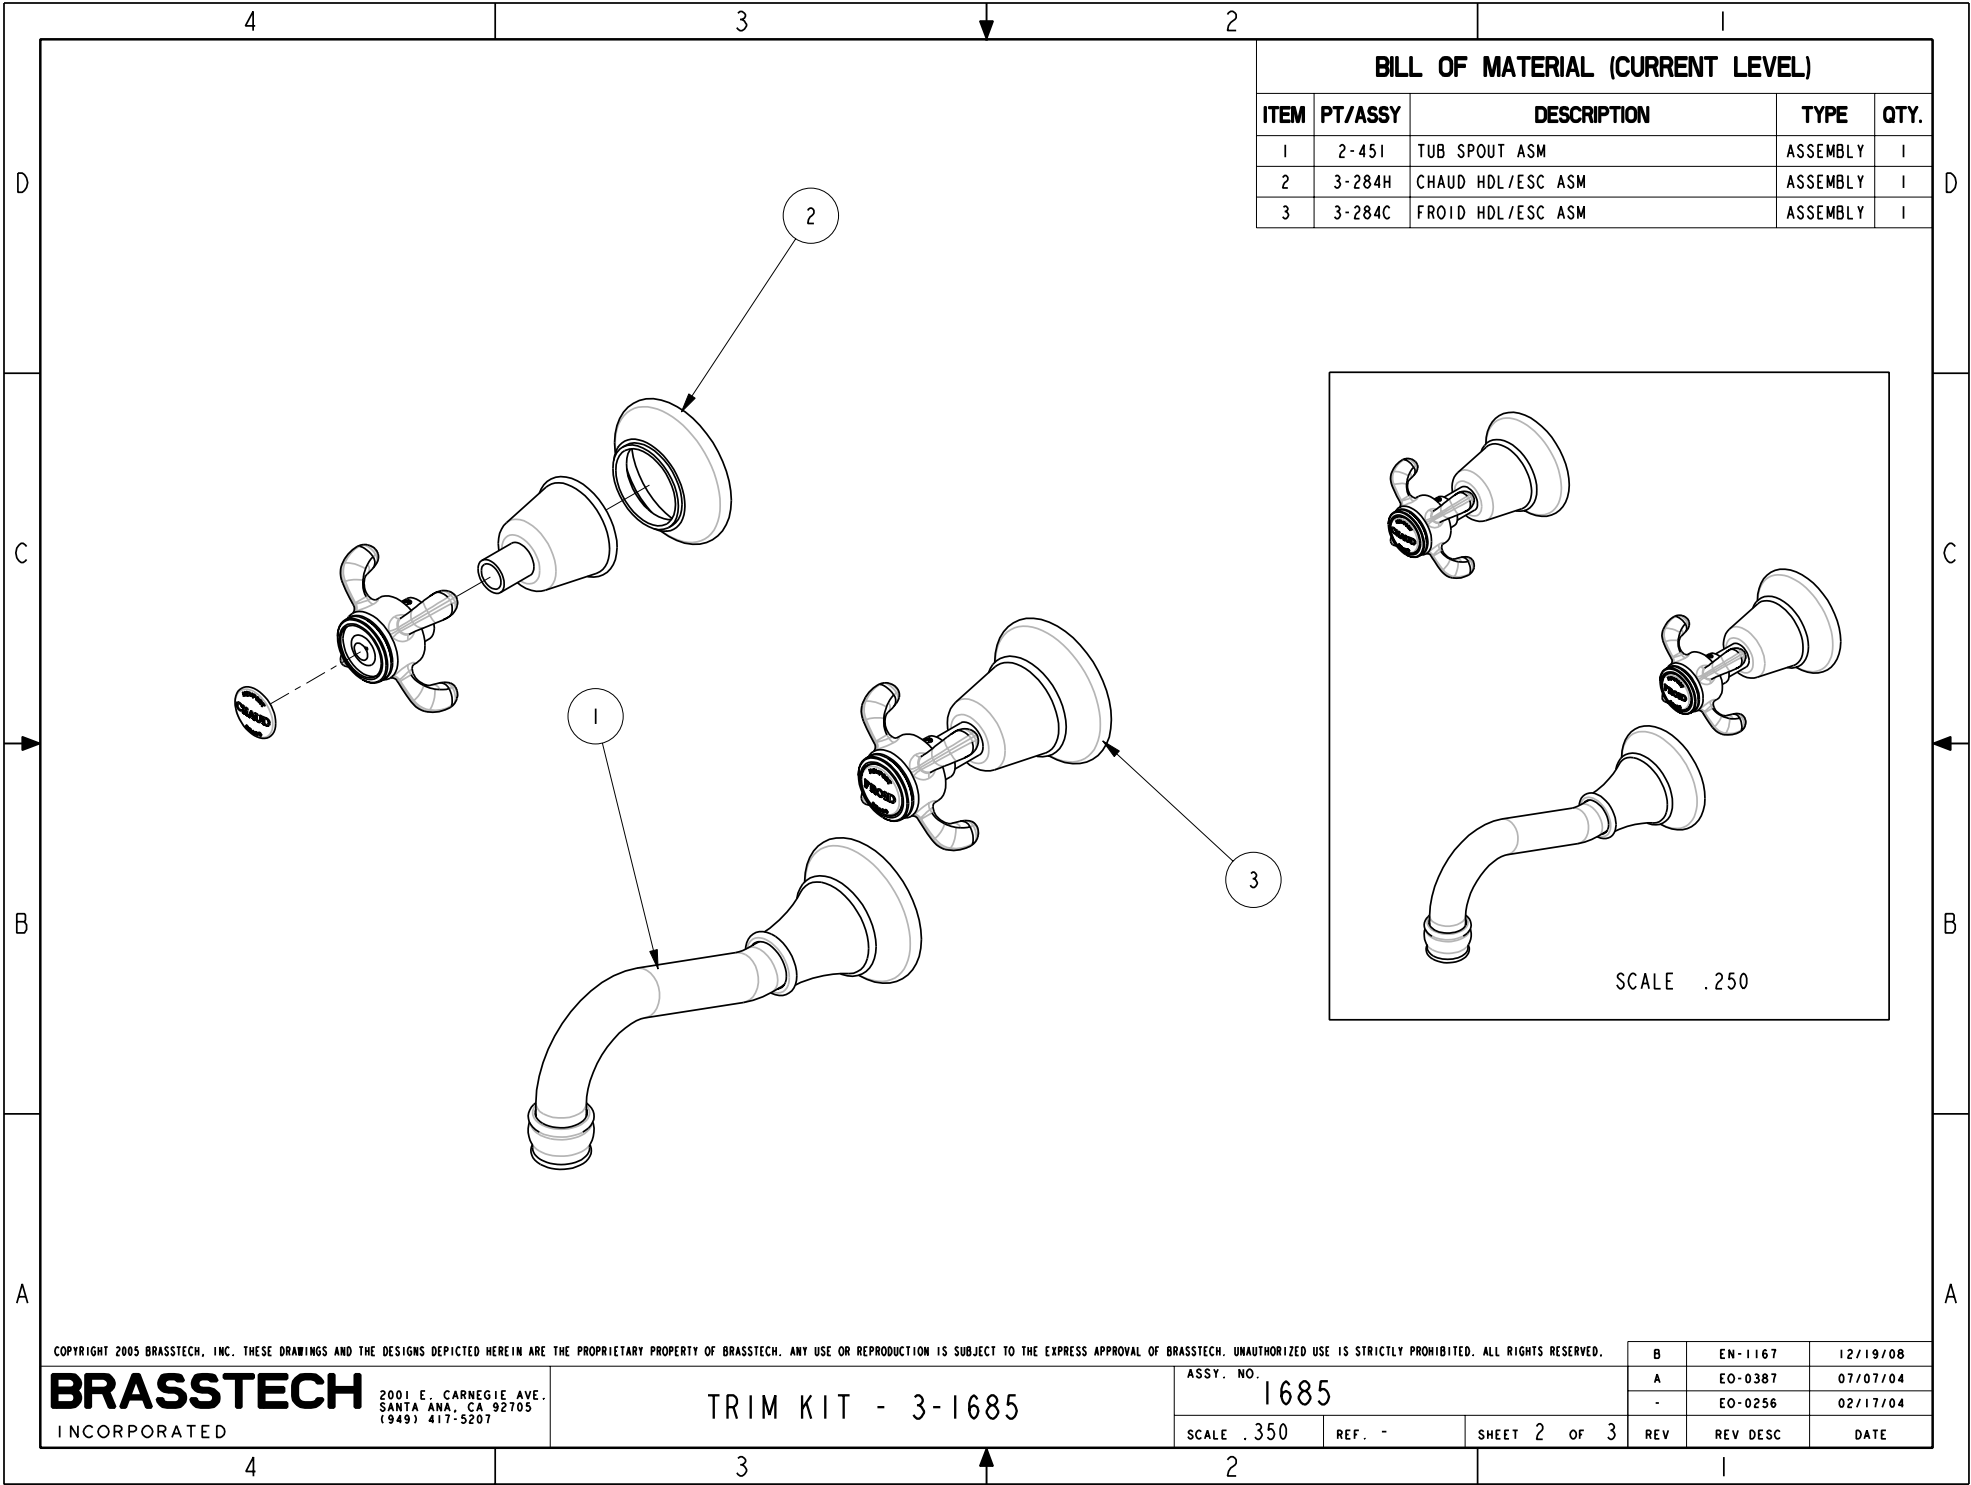 4 3 2 1
BILL OF MATERIAL (CURRENT LEVEL)
ITEM PT/ASSY DESCRIPTION TYPE QTY.
1 2-451 TUB SPOUT ASM ASSEMBLY 1
2 3-284H CHAUD HDL/ESC ASM ASSEMBLY 1
3 3-284C FROID HDL/ESC ASM ASSEMBLY 1
D D
2
C C
CHAUD
CHAUD
FROID
1
FROID
3
B B
SCALE .250
A A
COPYRIGHT 2005 BRASSTECH, INC. THESE DRAWINGS AND THE DESIGNS DEPICTED HEREIN ARE THE PROPRIETARY PROPERTY OF BRASSTECH. ANY USE OR REPRODUCTION IS SUBJECT TO THE EXPRESS APPROVAL OF BRASSTECH. UNAUTHORIZED USE IS STRICTLY PROHIBITED. ALL RIGHTS RESERVED.
BRASSTECH
INCORPORATED
2001 E. CARNEGIE AVE.
SANTA ANA, CA 92705
(949) 417-5207
TRIM KIT - 3-1685
ASSY. NO.
1685
SCALE .350 REF. - SHEET 2 OF 3
B EN-1167 12/19/08
A EO-0387 07/07/04
- EO-0256 02/17/04
REV REV DESC DATE
4 3 2 1